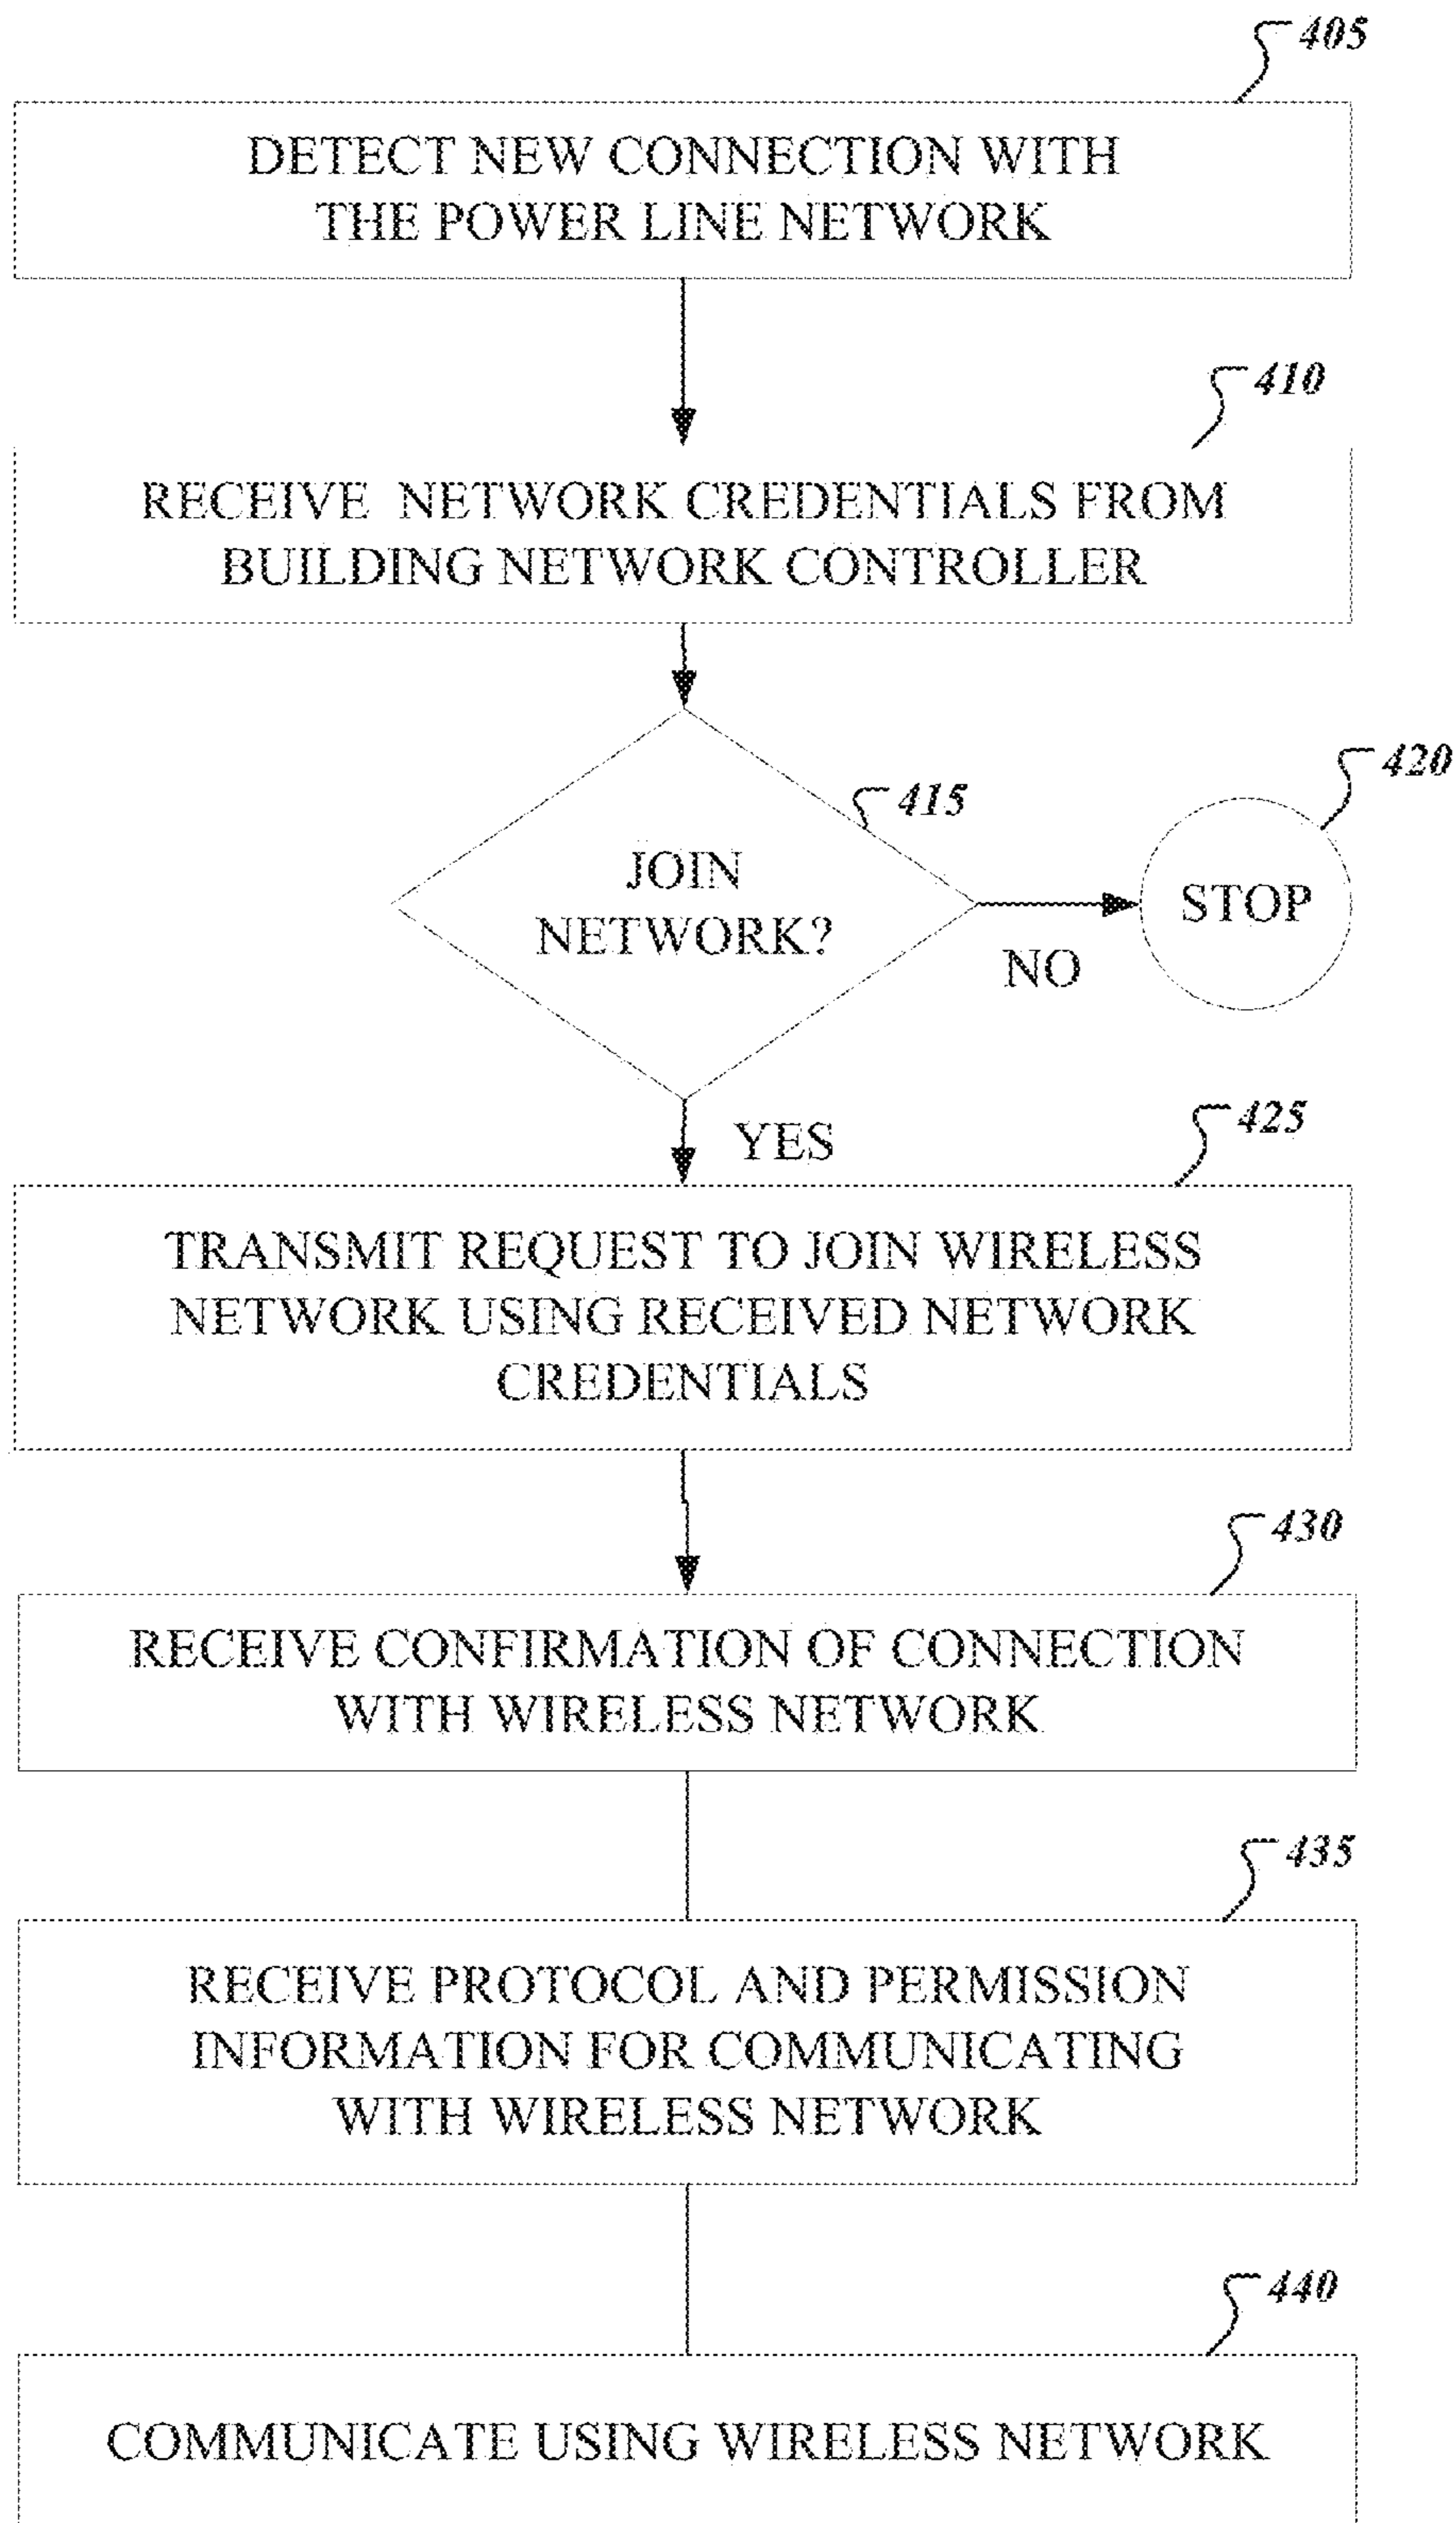 405
DETECT NEW CONNECTION WITH
THE POWER LINE NETWORK
410
RECEIVE NETWORK CREDENTIALS FROM
BUILDING NETWORK CONTROLLER
415
JOIN
NETWORK?
420
STOP
NO
YES
425
TRANSMIT REQUEST TO JOIN WIRELESS
NETWORK USING RECEIVED NETWORK
CREDENTIALS
430
RECEIVE CONFIRMATION OF CONNECTION
WITH WIRELESS NETWORK
435
RECEIVE PROTOCOL AND PERMISSION
INFORMATION FOR COMMUNICATING
WITH WIRELESS NETWORK
440
COMMUNICATE USING WIRELESS NETWORK